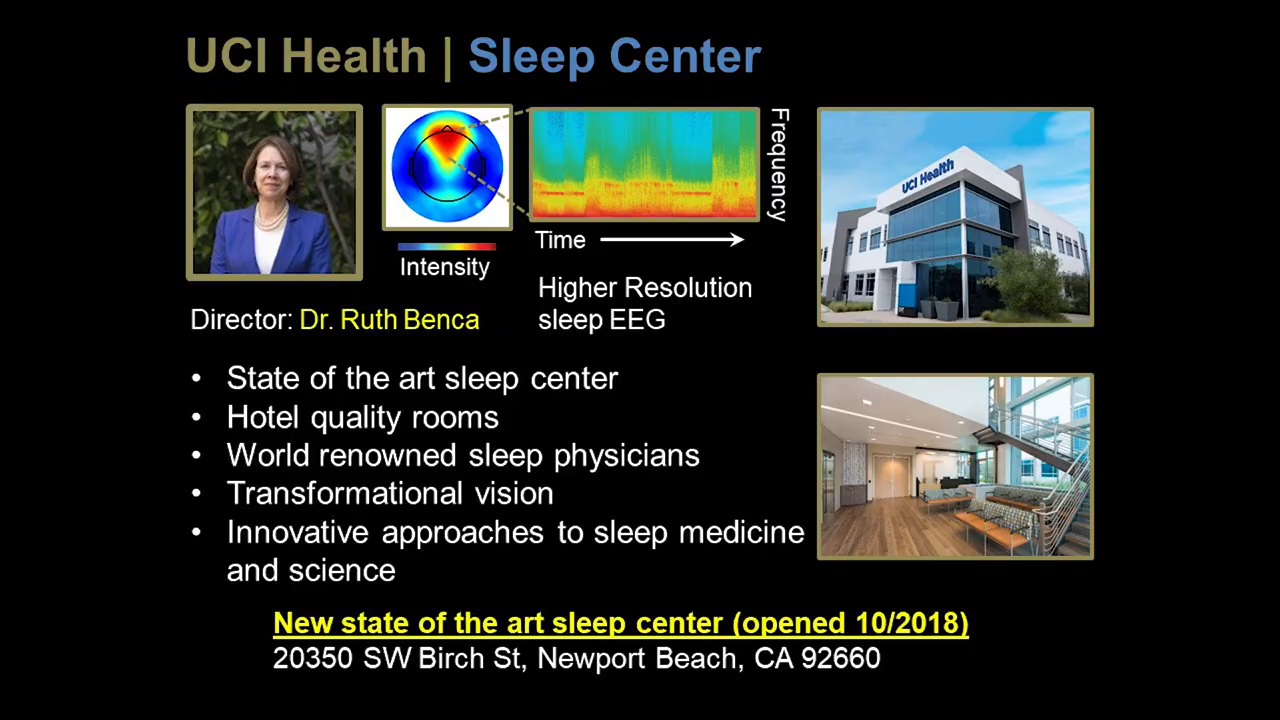 UCI Health | Sleep Center
Frequency
UCI Health
Time
Intensity
Higher Resolution
sleep EEG
Director: Dr. Ruth Benca
• State of the art sleep center
• Hotel quality rooms
• World renowned sleep physicians
• Transformational vision
• Innovative approaches to sleep medicine
and science
New state of the art sleep center (opened 10/2018)
20350 SW Birch St, Newport Beach, CA 92660